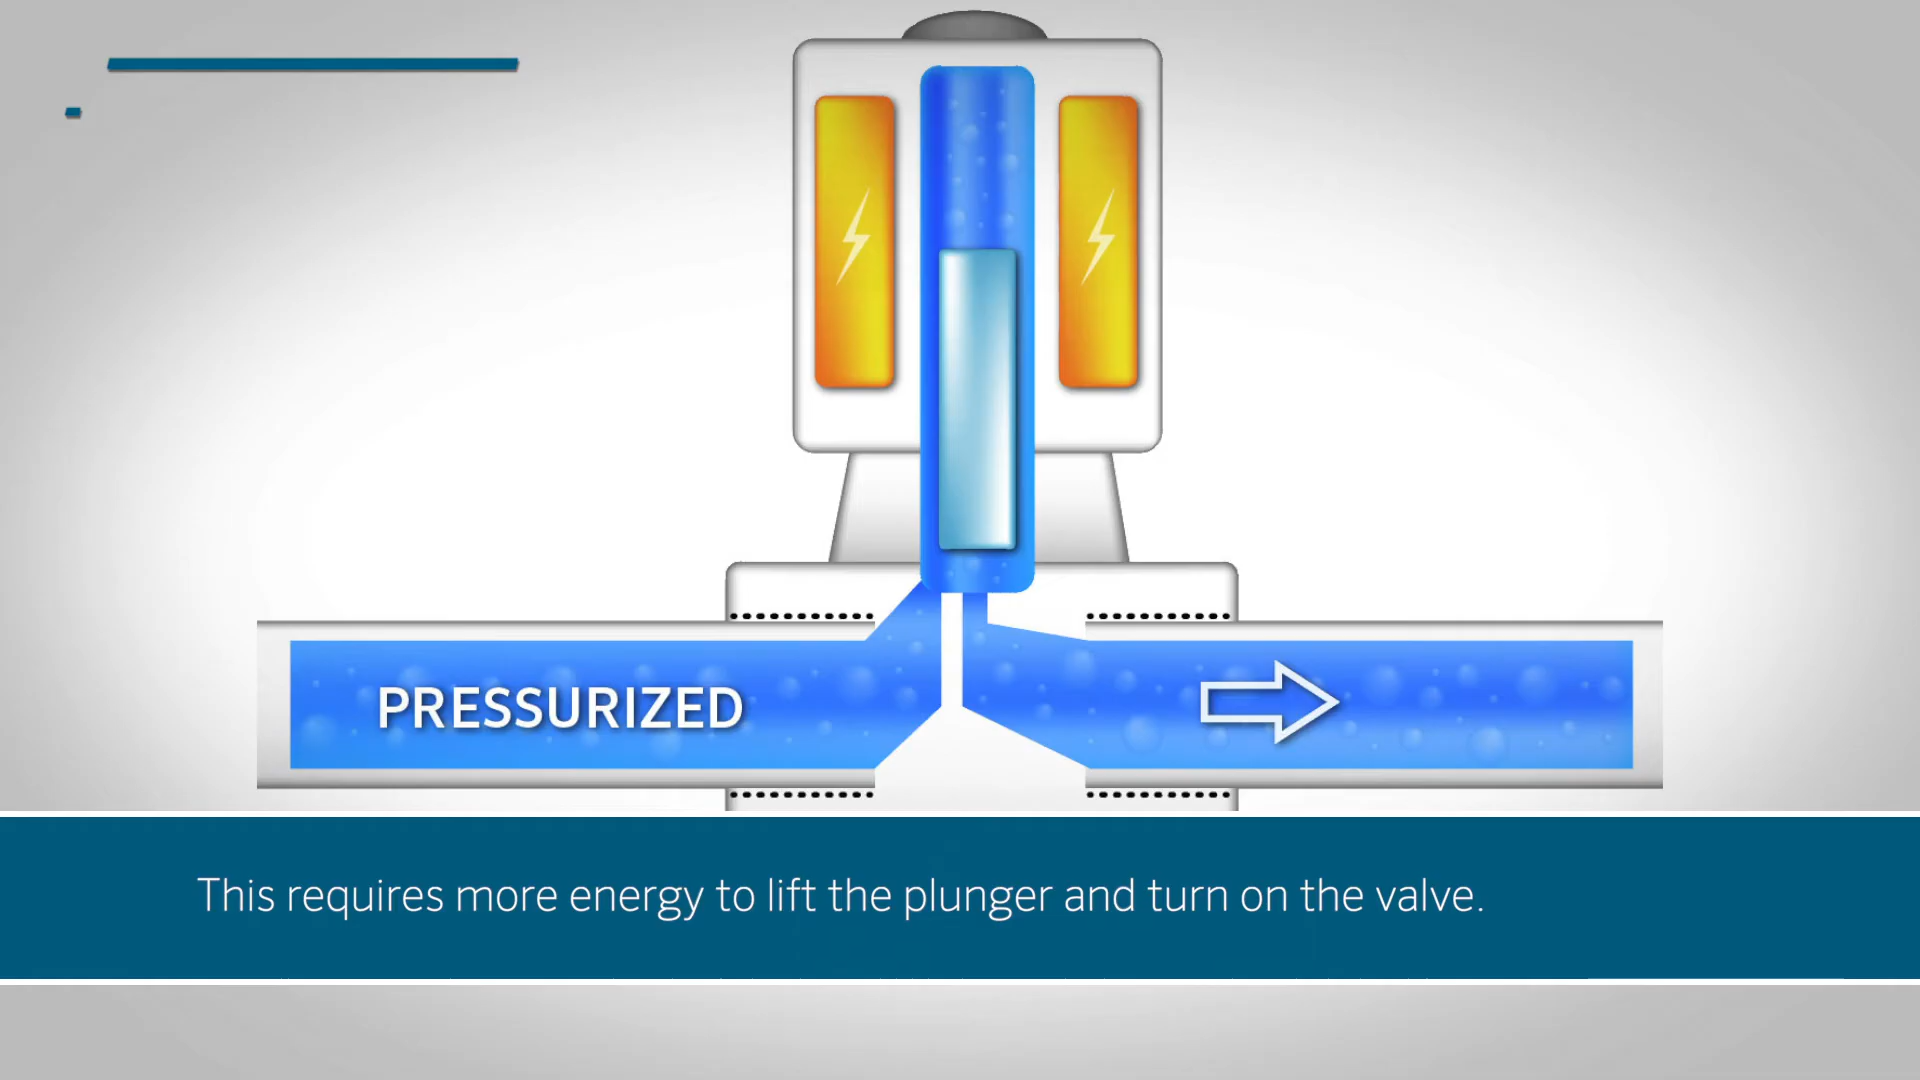 PRESSURIZED
This requires more energy to lift the plunger and turn on the valve.